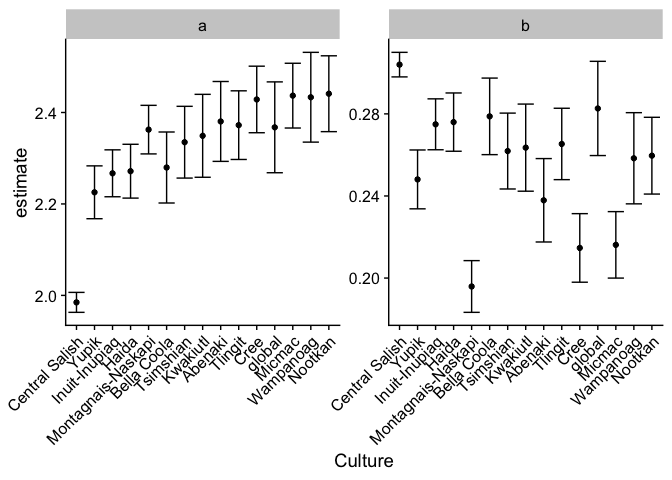 a
b
estimate
2.4
2.2
2.0
0.28
0.24
0.20
Central Salish
Yupik
Inuit-Inupiaq
Haida
Montagnais-Naskapi
Bella Coola
Tsimshian
Kwakiutl
Abenaki
Tlingit
Cree
global
Micmac
Wampanoag
Nootkan
Central Salish
Yupik
Inuit-Inupiaq
Haida
Montagnais-Naskapi
Bella Coola
Tsimshian
Kwakiutl
Abenaki
Tlingit
Cree
global
Micmac
Wampanoag
Nootkan
Culture